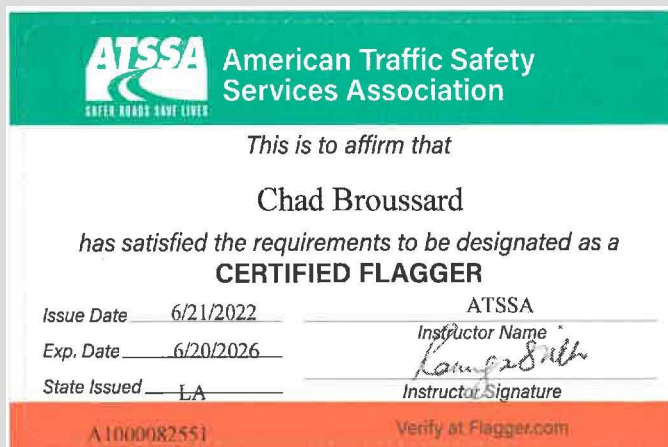 ATSSA
SAFER ROADS SAVE LIVES
American Traffic Safety
Services Association
This is to affirm that
Chad Broussard
has satisfied the requirements to be designated as a
CERTIFIED FLAGGER
Issue Date 6/21/2022
ATSSA
Instructor Name
Exp. Date 6/20/2026
State Issued LA
Instructor Signature
A1000082551
Verify at Flagger.com